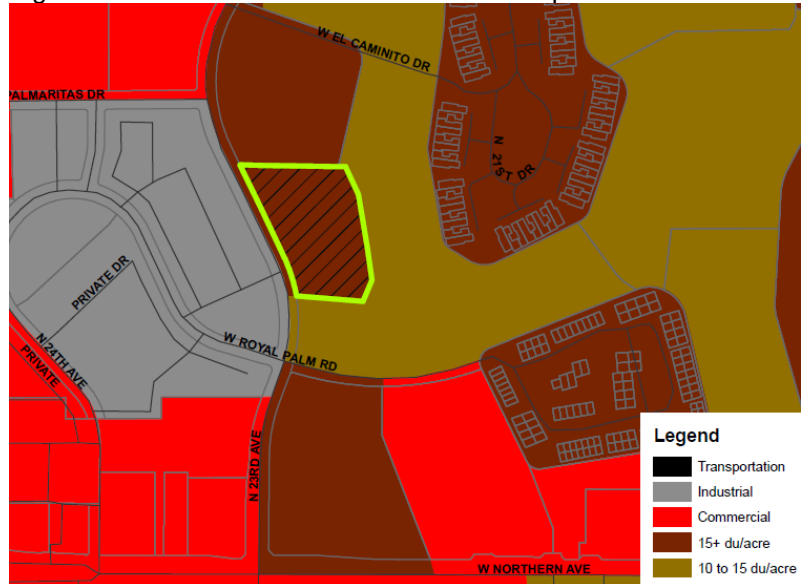 W EL CAMINITO DR
PALMARITAS DR
N 21ST DR
PRIVATE DR
N 24TH AVE
PRIVATE
W ROYAL PALM RD
N 23RD AVE
W NORTHERN AVE
Legend
Transportation
Industrial
Commercial
15+ du/acre
10 to 15 du/acre